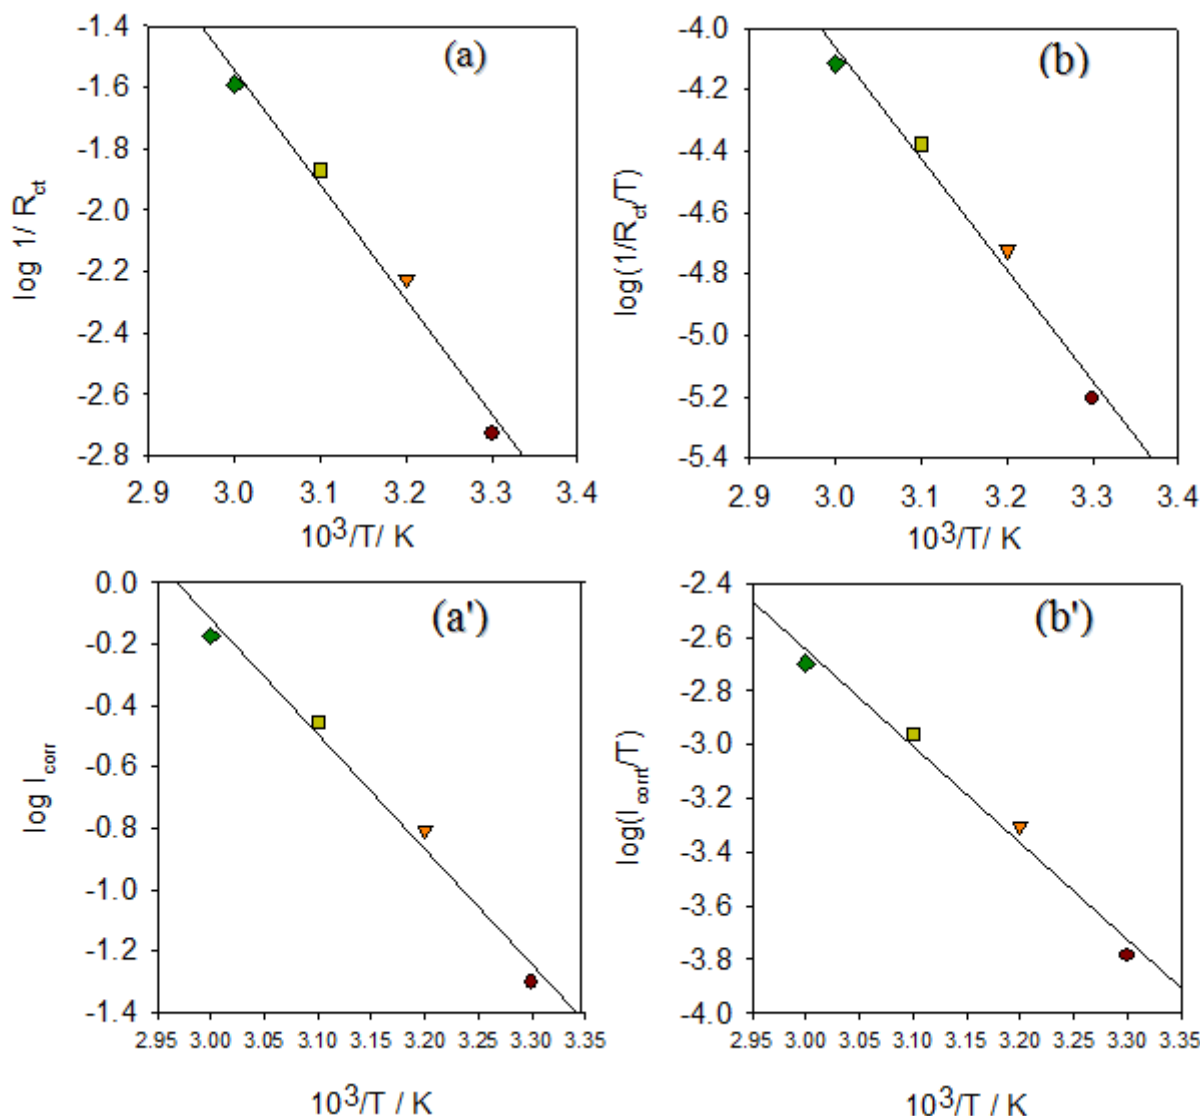 (a)
log 1/ Rct
-1.4
-1.6
-1.8
-2.0
-2.2
-2.4
-2.6
-2.8
2.9 3.0 3.1 3.2 3.3 3.4
10³/T/ K
(b)
log(1/Rct/T)
-4.0
-4.2
-4.4
-4.6
-4.8
-5.0
-5.2
-5.4
2.9 3.0 3.1 3.2 3.3 3.4
10³/T/ K
(a')
log Icorr
0.0
-0.2
-0.4
-0.6
-0.8
-1.0
-1.2
-1.4
2.95 3.00 3.05 3.10 3.15 3.20 3.25 3.30 3.35
10³/T / K
(b')
log(Icorrt/T)
-2.4
-2.6
-2.8
-3.0
-3.2
-3.4
-3.6
-3.8
-4.0
2.95 3.00 3.05 3.10 3.15 3.20 3.25 3.30 3.35
10³/T / K